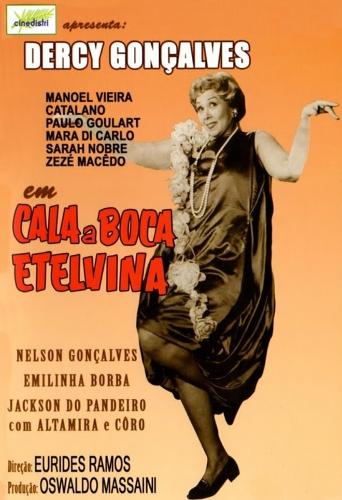 cinedistri
apresenta:
DERCY GONÇALVES
MANOEL VIEIRA
CATALANO
PAULO GOULART
MARA DI CARLO
SARAH NOBRE
ZEZÉ MACÊDO
em
CALA a BOCA
ETELVINA
NELSON GONÇALVES
EMILINHA BORBA
JACKSON DO PANDEIRO
com ALTAMIRA e CÔRO
Direção: EURIDES RAMOS
Produção: OSWALDO MASSAINI